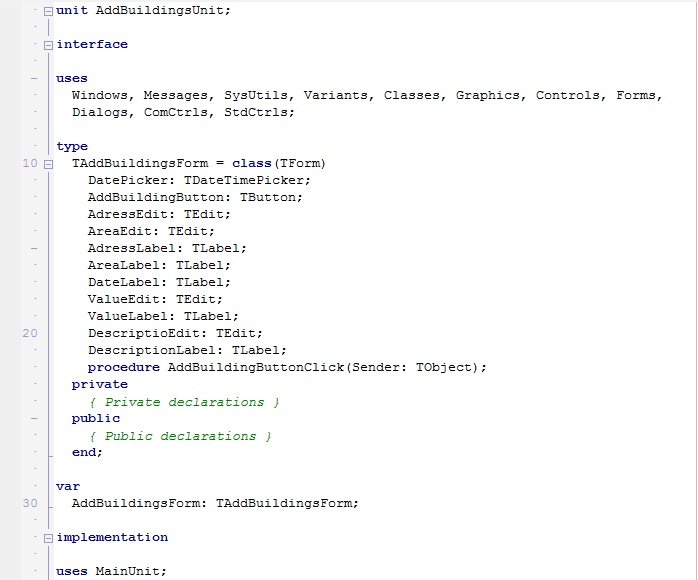 unit AddBuildingsUnit;
interface
uses
Windows, Messages, SysUtils, Variants, Classes, Graphics, Controls, Forms,
Dialogs, ComCtrls, StdCtrls;
type
10 TAddBuildingsForm = class(TForm)
DatePicker: TDateTimePicker;
AddBuildingButton: TButton;
AdressEdit: TEdit;
AreaEdit: TEdit;
AdressLabel: TLabel;
AreaLabel: TLabel;
DateLabel: TLabel;
ValueEdit: TEdit;
ValueLabel: TLabel;
20 DescriptioEdit: TEdit;
DescriptionLabel: TLabel;
procedure AddBuildingButtonClick(Sender: TObject);
private
{ Private declarations }
public
{ Public declarations }
end;
var
30 AddBuildingsForm: TAddBuildingsForm;
implementation
uses MainUnit;